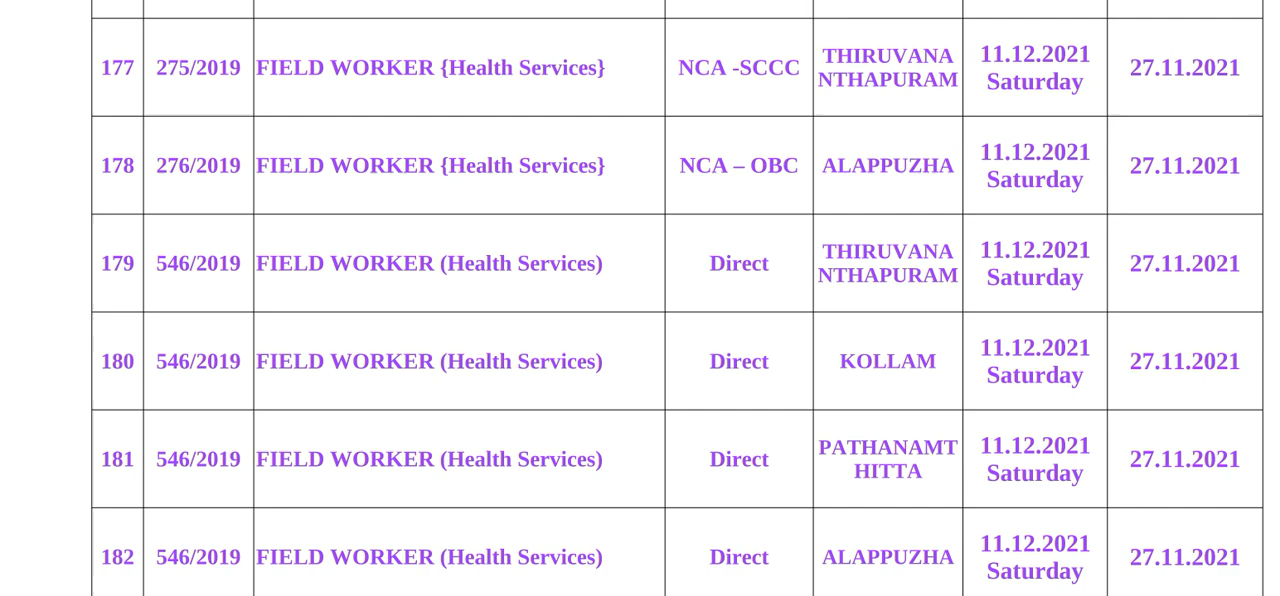 177 275/2019 FIELD WORKER {Health Services} NCA -SCCC THIRUVANA NTHAPURAM 11.12.2021 Saturday 27.11.2021
178 276/2019 FIELD WORKER {Health Services} NCA – OBC ALAPPUZHA 11.12.2021 Saturday 27.11.2021
179 546/2019 FIELD WORKER (Health Services) Direct THIRUVANA NTHAPURAM 11.12.2021 Saturday 27.11.2021
180 546/2019 FIELD WORKER (Health Services) Direct KOLLAM 11.12.2021 Saturday 27.11.2021
181 546/2019 FIELD WORKER (Health Services) Direct PATHANAMT HITTA 11.12.2021 Saturday 27.11.2021
182 546/2019 FIELD WORKER (Health Services) Direct ALAPPUZHA 11.12.2021 Saturday 27.11.2021